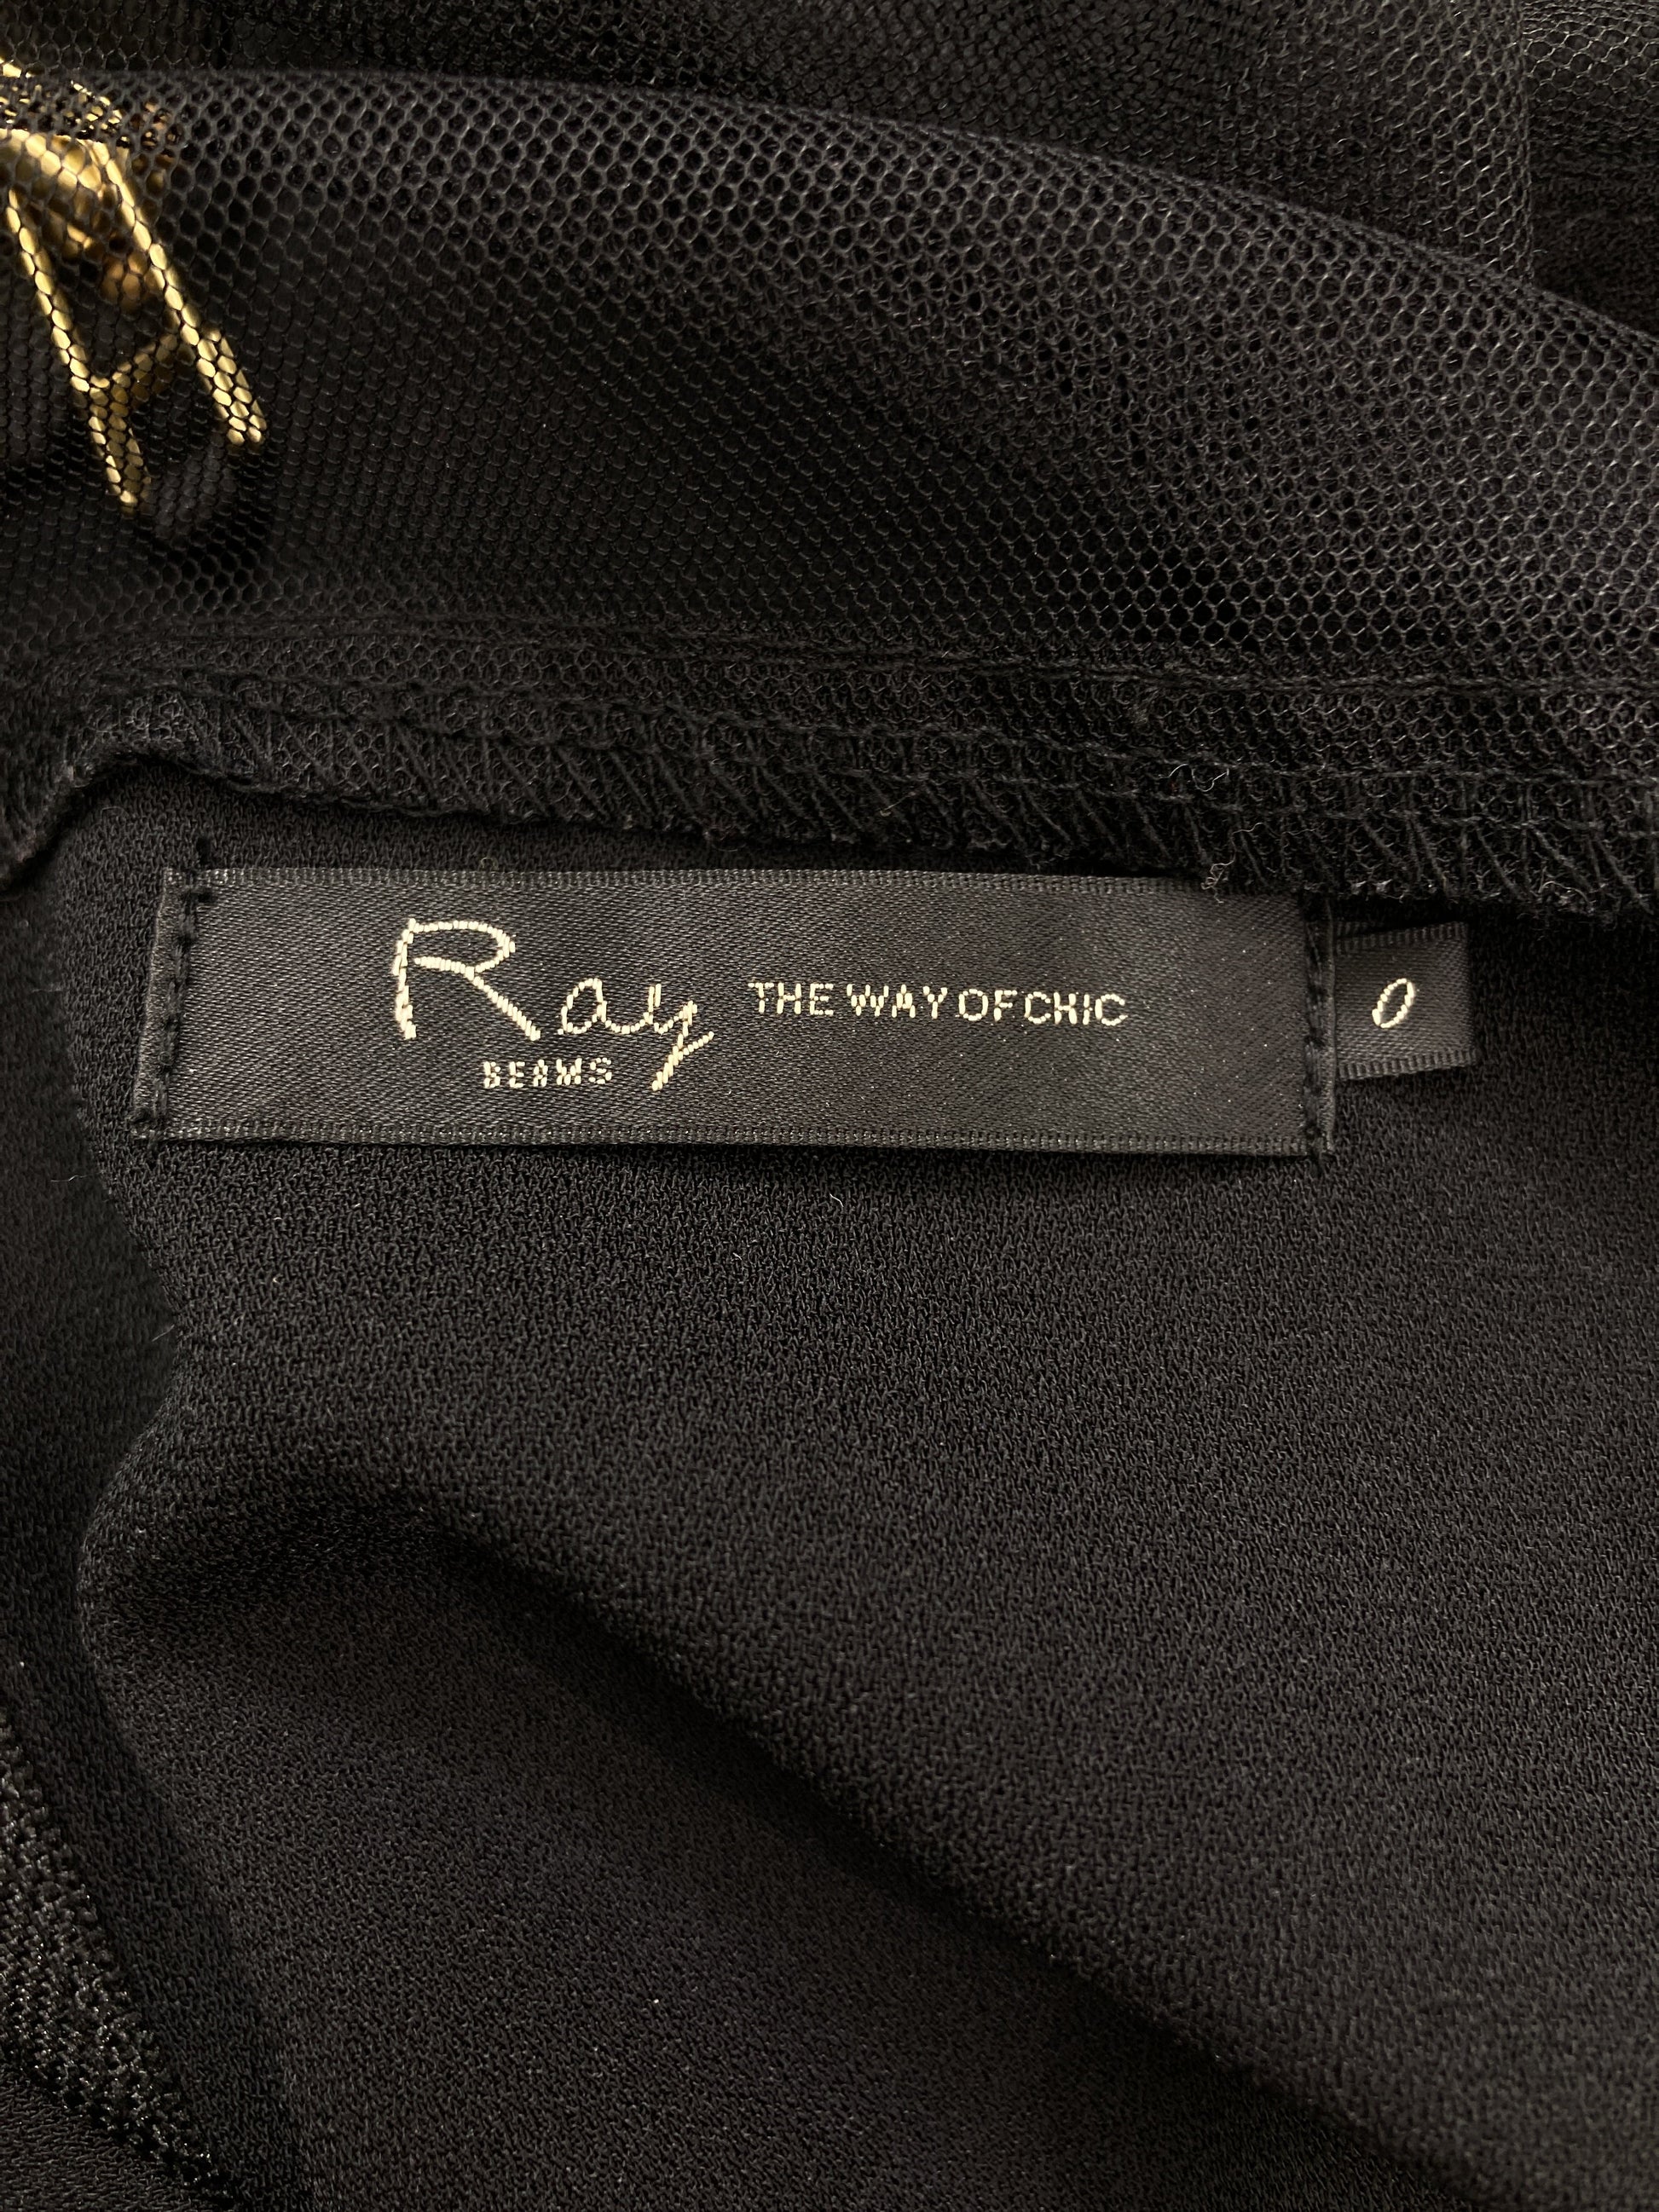 Ray THE WAY OF CHIC
BEAMS
0